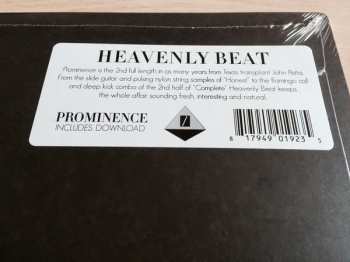 HEAVENLY BEAT
Prominence is the 2nd full length in as many years from Texas transplant John Peña.
From the slide guitar and pulsing nylon string samples of "Honest" to the flamingo call
and deep kick combo of the 2nd half of "Complete" Heavenly Beat keeps
the whole affair sounding fresh, interesting and natural.
PROMINENCE
INCLUDES DOWNLOAD
8 17949 01923 5